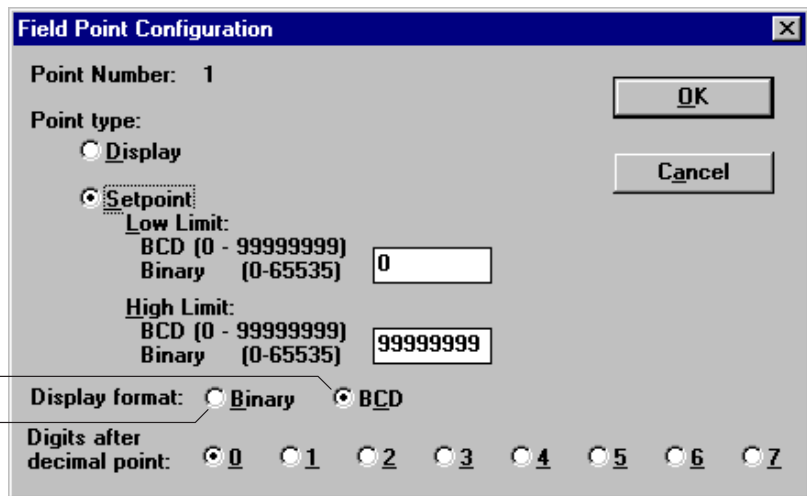 Field Point Configuration
Point Number: 1
OK
Point type:
Display
Cancel
Setpoint
Low Limit:
BCD (0 - 99999999)
Binary (0-65535)
0
High Limit:
BCD (0 - 99999999)
Binary (0-65535)
99999999
Display format: Binary BCD
Digits after
decimal point: 0 1 2 3 4 5 6 7